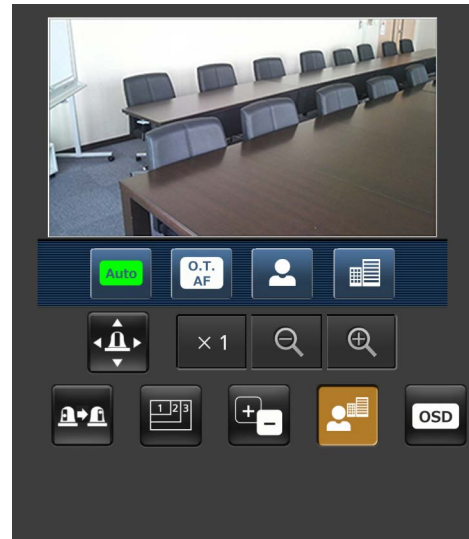 Auto
O.T.
AF
× 1
1 2 3
OSD